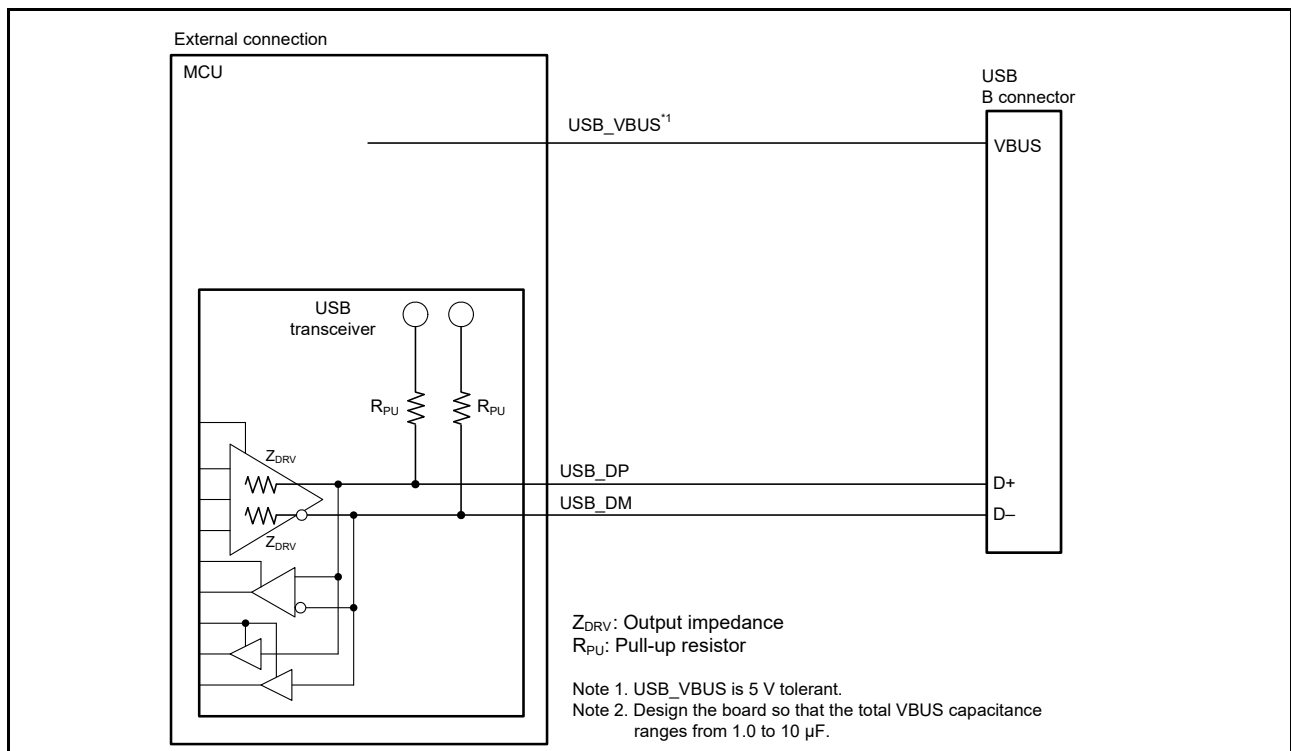 External connection
MCU
USB
B connector
USB_VBUS*1
VBUS
USB
transceiver
RPU
RPU
ZDRV
USB_DP
D+
USB_DM
D–
ZDRV
ZDRV: Output impedance
RPU: Pull-up resistor
Note 1. USB_VBUS is 5 V tolerant.
Note 2. Design the board so that the total VBUS capacitance
ranges from 1.0 to 10 µF.